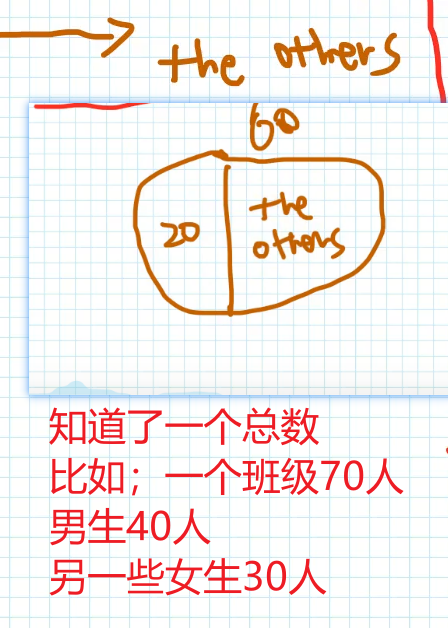 the others
60
20
the
others
知道了一个总数
比如；一个班级70人
男生40人
另一些女生30人